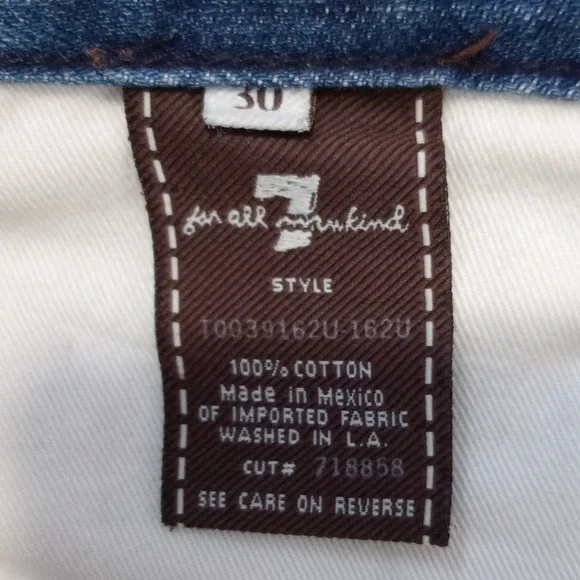 30
7
for all mankind
STYLE
T0039162U-162U
100% COTTON
Made in Mexico
OF IMPORTED FABRIC
WASHED IN L.A.
CUT# 718858
SEE CARE ON REVERSE